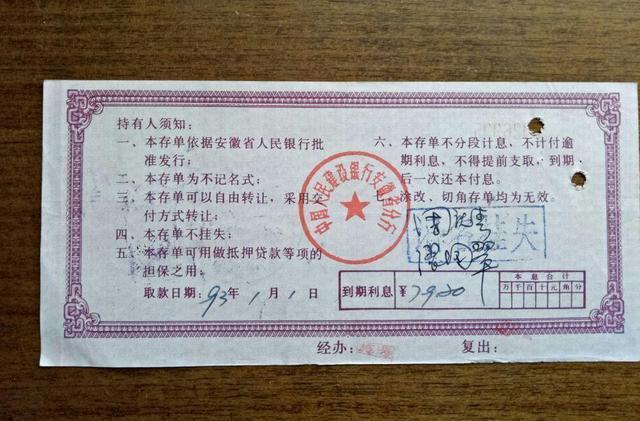 持有人须知：
一、本存单依据安徽省人民银行批
准发行；
二、本存单为不记名式；
三、本存单可以自由转让，采用交
付方式转让；
四、本存单不挂失；
五、本存单可用做抵押贷款等项的
担保之用；
六、本存单不分段计息，不计付逾
期利息，不得提前支取，到期
后一次还本付息。
七、涂改、切角存单均为无效。
中国人民建设银行安徽省分行
挂失
取款日期：93年1月1日
到期利息 ¥79.20
本息合计
万千百十元角分
经办：
复出：